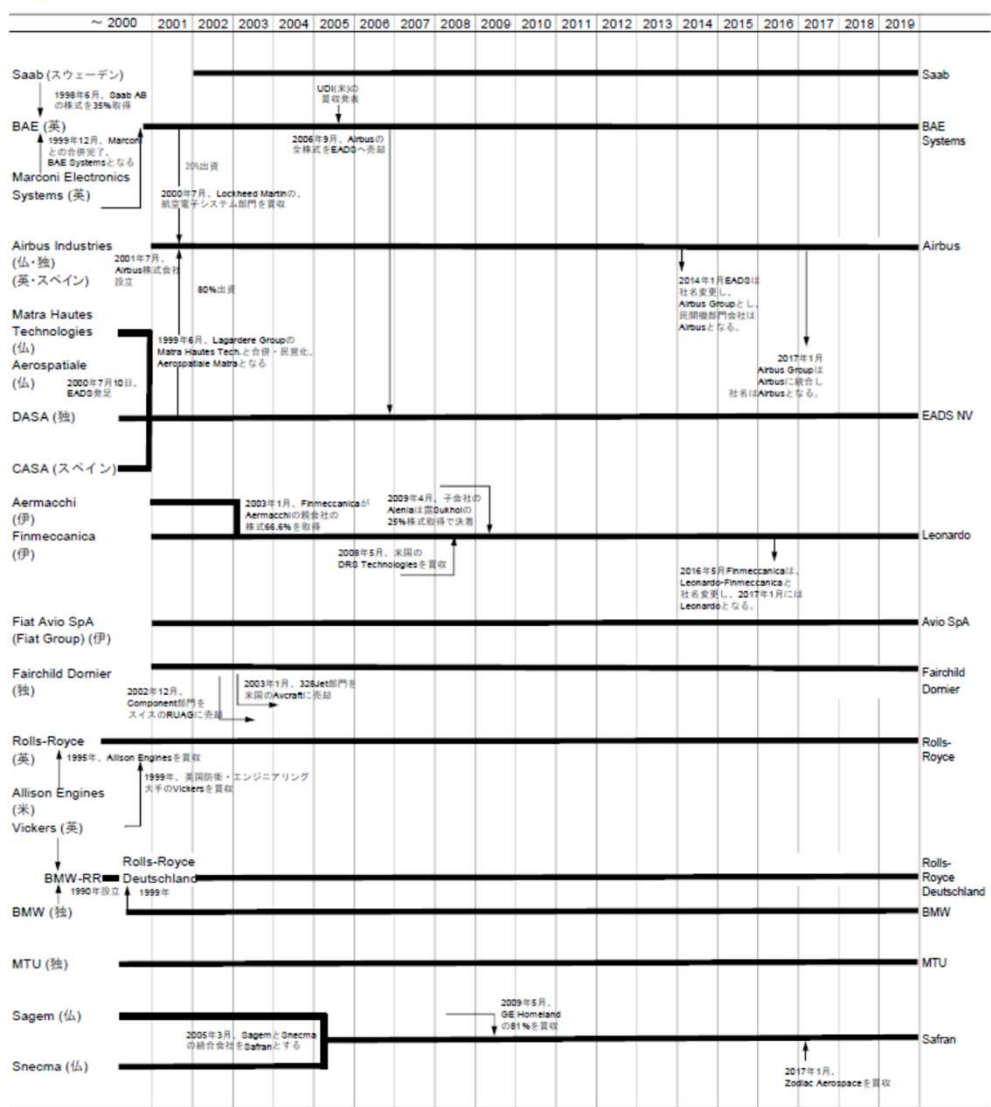 ～ 2000 2001 2002 2003 2004 2005 2006 2007 2008 2009 2010 2011 2012 2013 2014 2015 2016 2017 2018 2019
Saab (スウェーデン)
Saab
1998年6月、Saab AB
の株式を35%取得
UDI(米)の
買収発表
BAE (英)
BAE
Systems
1999年12月、Marconi
との合併完了、
BAE Systemsとなる
2006年9月、Airbusの
全株式をEADSへ売却
Marconi Electronics
Systems (英)
20%出資
2000年7月、Lockheed Martinの、
航空電子システム部門を買収
Airbus Industries
(仏・独)
(英・スペイン)
Airbus
2001年7月、
Airbus株式会社
設立
80%出資
2014年1月EADSは
社名変更し、
Airbus Groupとし、
民間機部門会社は
Airbusとなる。
Matra Hautes
Technologies
(仏)
Aerospatiale
(仏)
1999年6月、Lagardere Groupの
Matra Hautes Tech.と合併・民営化、
Aerospatiale Matraとなる
2017年1月
Airbus Groupは
Airbusに統合し
社名はAirbusとなる。
2000年7月10日、
EADS発足
DASA (独)
EADS NV
CASA (スペイン)
Aermacchi
(伊)
2003年1月、Finmeccanicaが
Aermacchiの親会社の
株式66.6%を取得
2009年4月、子会社の
Aleniaは露Sukhoiの
25%株式取得で決着
Finmeccanica
(伊)
Leonardo
2008年5月、米国の
DRS Technologiesを買収
2016年5月Finmeccanicaは、
Leonardo-Finmeccanicaと
社名変更し、2017年1月には
Leonardoとなる。
Fiat Avio SpA
(Fiat Group) (伊)
Avio SpA
Fairchild Dornier
(独)
Fairchild
Dornier
2002年12月、
Component部門を
スイスのRUAGに売却
2003年1月、328Jet部門を
米国のAvcraftに売却
Rolls-Royce
(英)
Rolls-
Royce
1995年、Allison Enginesを買収
1999年、英国防衛・エンジニアリング
大手のVickersを買収
Allison Engines
(米)
Vickers (英)
BMW-RR
Rolls-Royce
Deutschland
Rolls-
Royce
Deutschland
1990年設立
1999年
BMW (独)
BMW
MTU (独)
MTU
Sagem (仏)
2009年5月、
GE Homeland
の81%を買収
2005年3月、SagemとSnecma
の統合会社をSafranとする
Safran
Snecma (仏)
2017年1月、
Zodiac Aerospaceを買収